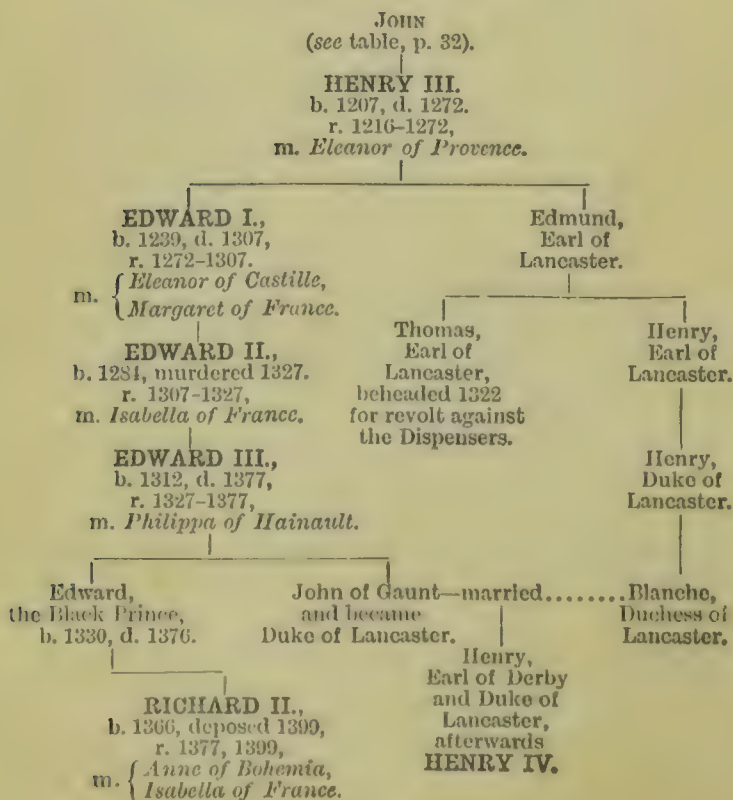 JOHN
(see table, p. 32).
HENRY III.
b. 1207, d. 1272.
r. 1216–1272,
m. Eleanor of Provence.
EDWARD I.,
b. 1239, d. 1307,
r. 1272–1307.
m. { Eleanor of Castille,
Margaret of France.
Edmund,
Earl of
Lancaster.
Thomas,
Earl of
Lancaster,
beheaded 1322
for revolt against
the Dispensers.
Henry,
Earl of
Lancaster.
EDWARD II.,
b. 1284, murdered 1327.
r. 1307–1327,
m. Isabella of France.
EDWARD III.,
b. 1312, d. 1377,
r. 1327–1377,
m. Philippa of Hainault.
Henry,
Duke of
Lancaster.
Edward,
the Black Prince,
b. 1330, d. 1376.
John of Gaunt—married........Blanche,
and became
Duke of Lancaster.
Duchess of
Lancaster.
Henry,
Earl of Derby
and Duke of
Lancaster,
afterwards
HENRY IV.
RICHARD II.,
b. 1366, deposed 1399,
r. 1377, 1399,
m. { Anne of Bohemia,
Isabella of France.